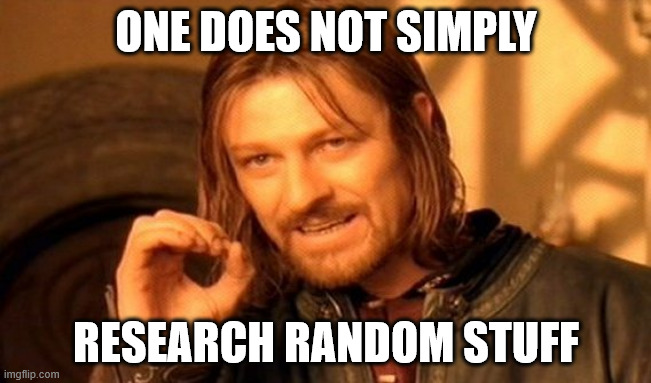 ONE DOES NOT SIMPLY
RESEARCH RANDOM STUFF
imgflip.com